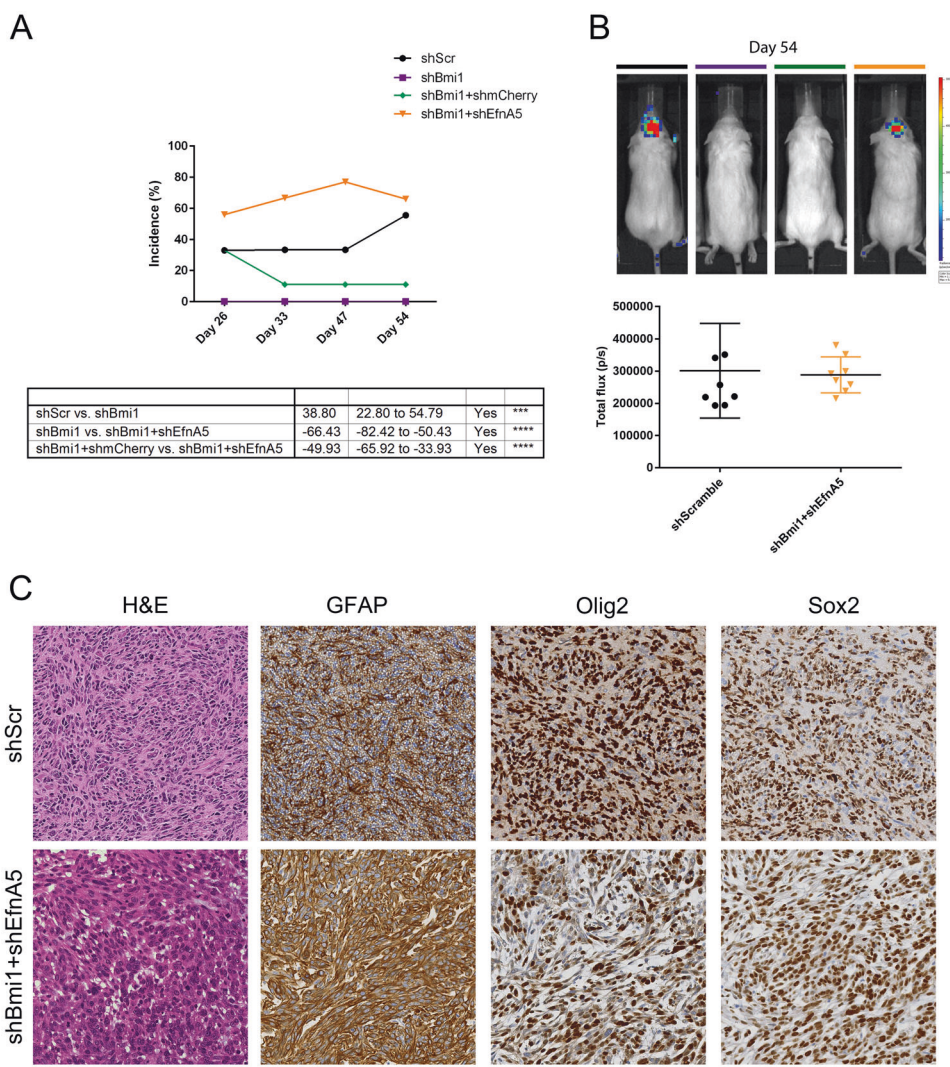 A
shScr
shBmi1
shBmi1+shmCherry
shBmi1+shEfnA5
Incidence (%)
100
80
60
40
20
0
Day 26
Day 33
Day 47
Day 54
shScr vs. shBmi1 38.80 22.80 to 54.79 Yes ***
shBmi1 vs. shBmi1+shEfnA5 -66.43 -82.42 to -50.43 Yes ****
shBmi1+shmCherry vs. shBmi1+shEfnA5 -49.93 -65.92 to -33.93 Yes ****
B
Day 54
Total flux (p/s)
500000
400000
300000
200000
100000
0
shScramble
shBmi1+shEfnA5
C
H&E GFAP Olig2 Sox2
shScr
shBmi1+shEfnA5